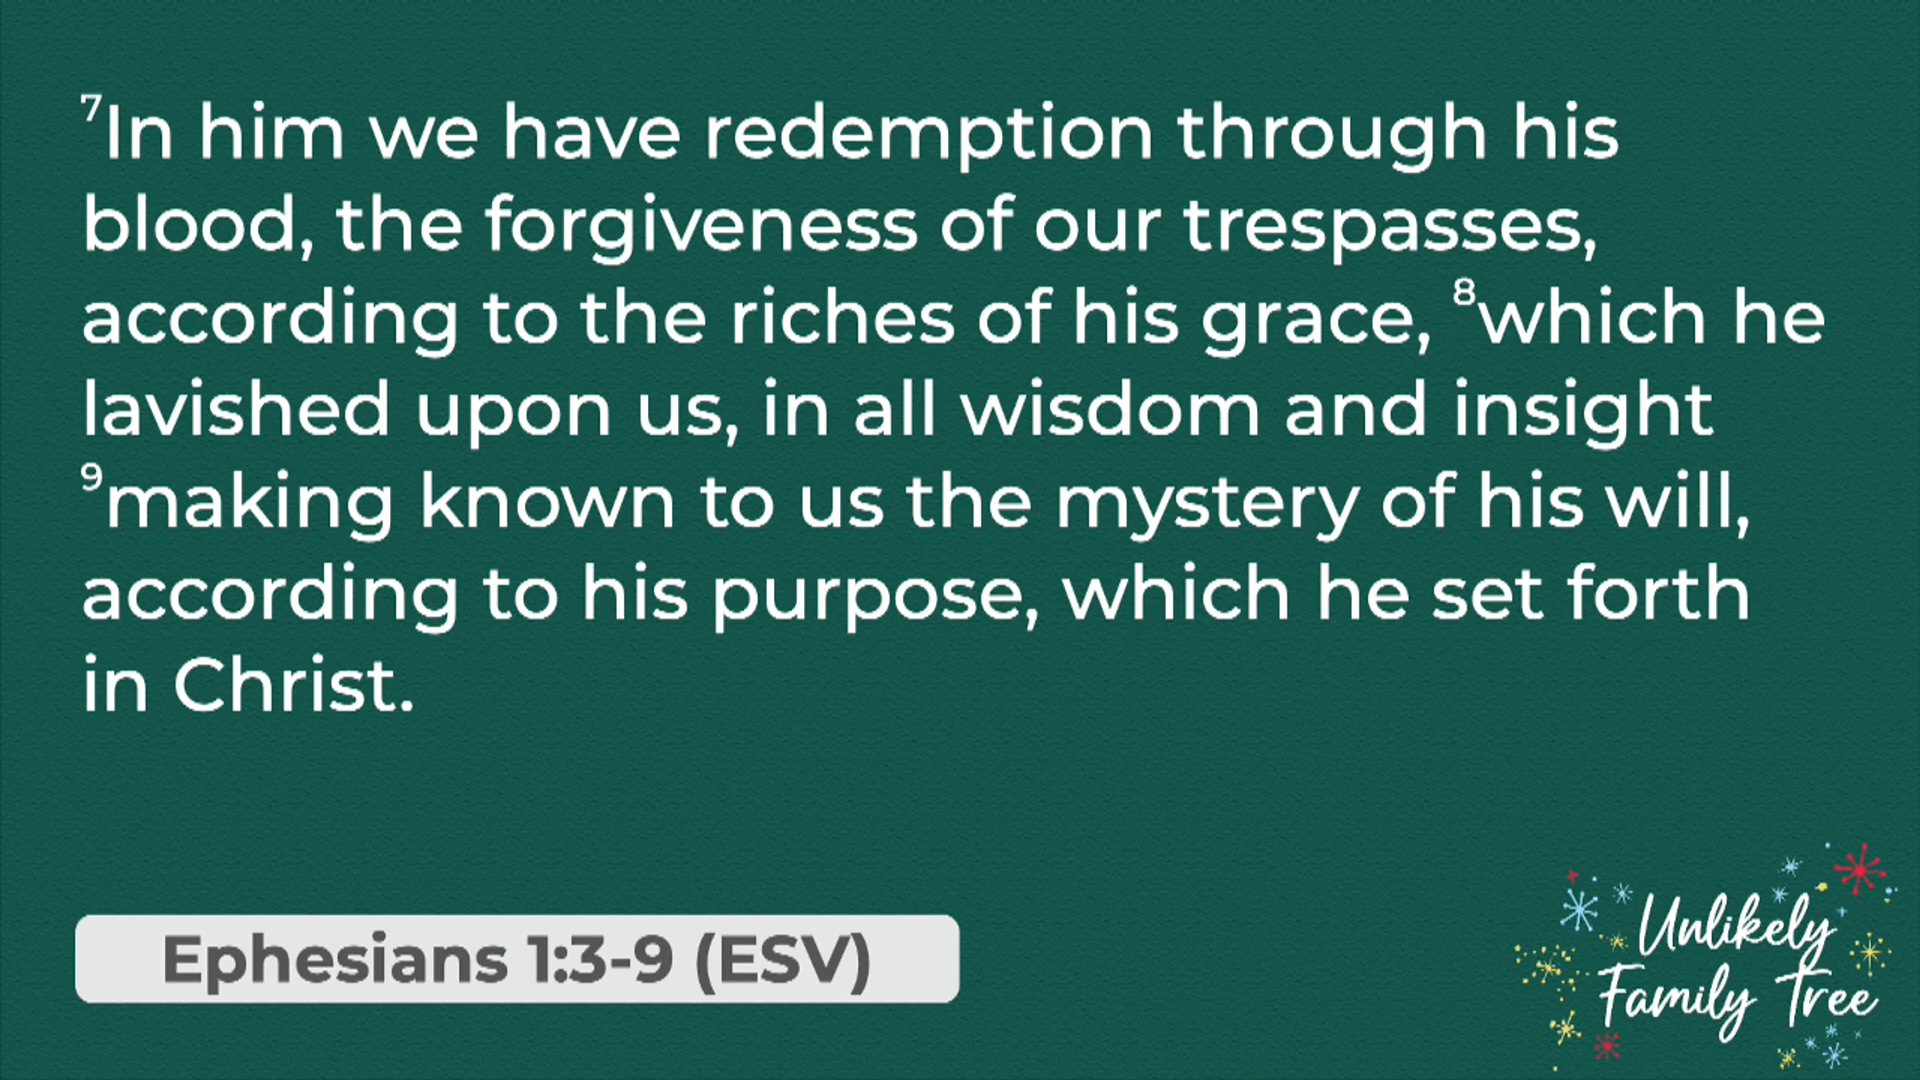 ⁷In him we have redemption through his
blood, the forgiveness of our trespasses,
according to the riches of his grace, ⁸which he
lavished upon us, in all wisdom and insight
⁹making known to us the mystery of his will,
according to his purpose, which he set forth
in Christ.
Ephesians 1:3-9 (ESV)
Unlikely
Family Tree